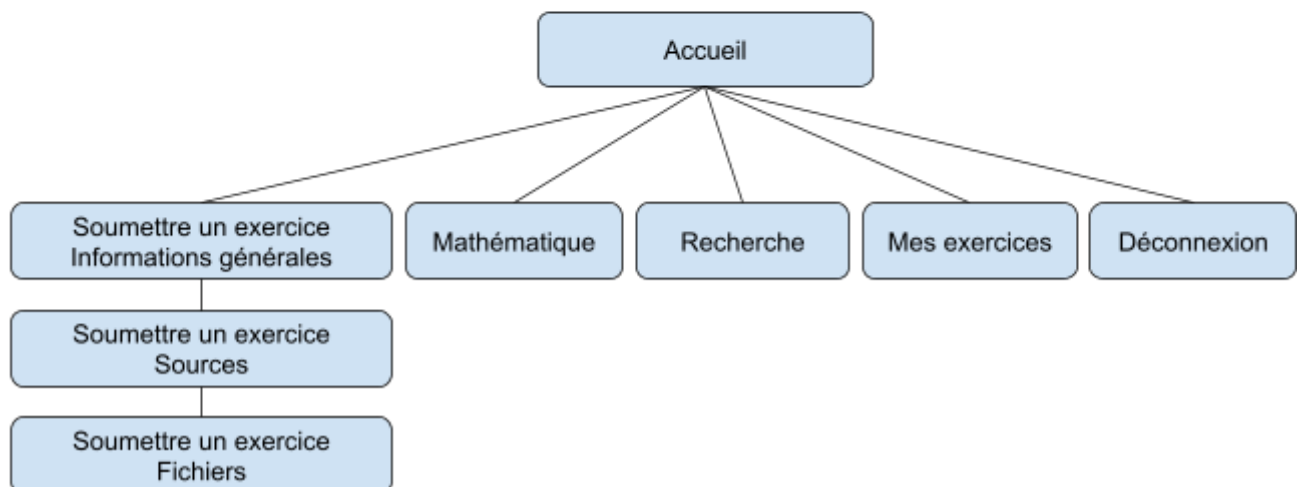 Accueil
Soumettre un exercice
Informations générales
Mathématique
Recherche
Mes exercices
Déconnexion
Soumettre un exercice
Sources
Soumettre un exercice
Fichiers